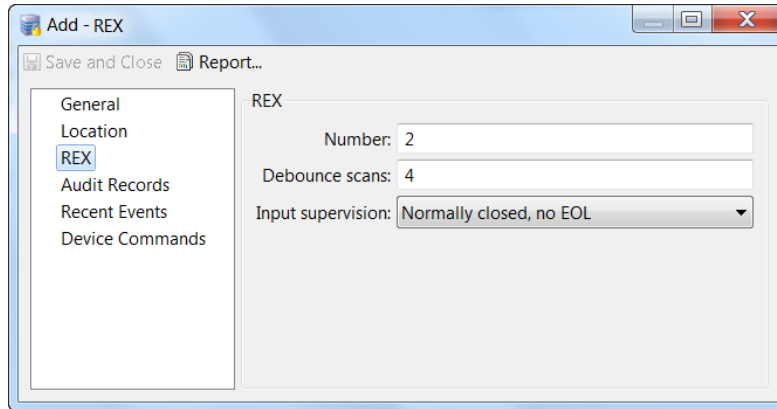 Add - REX
Save and Close Report...
General
Location
REX
Audit Records
Recent Events
Device Commands
REX
Number: 2
Debounce scans: 4
Input supervision: Normally closed, no EOL